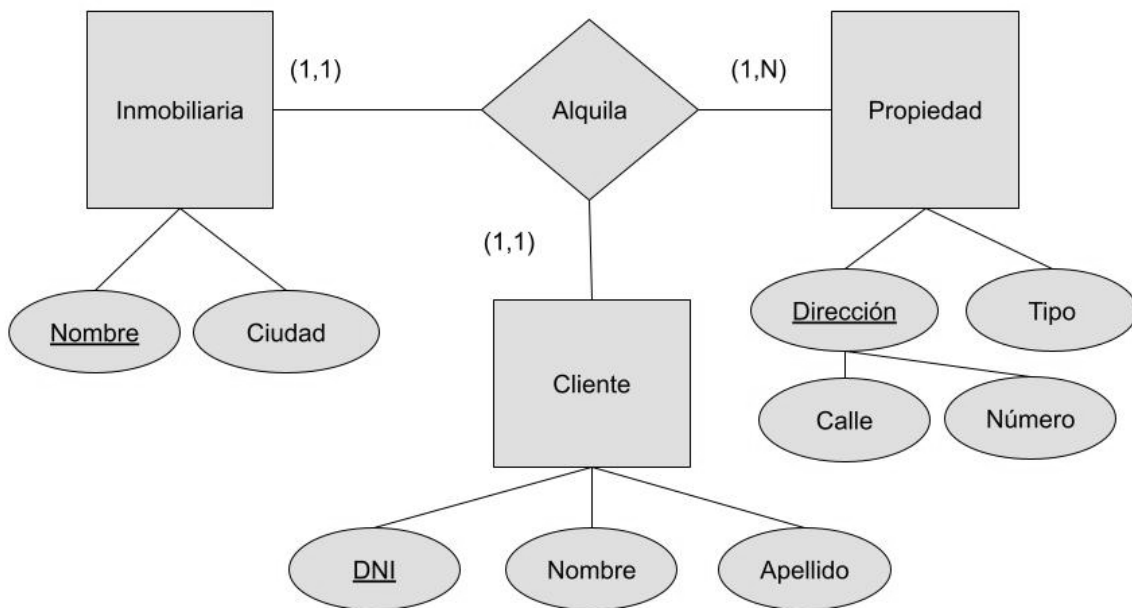 (1,1)
(1,N)
Inmobiliaria
Alquila
Propiedad
(1,1)
Nombre
Ciudad
Dirección
Tipo
Cliente
Calle
Número
DNI
Nombre
Apellido